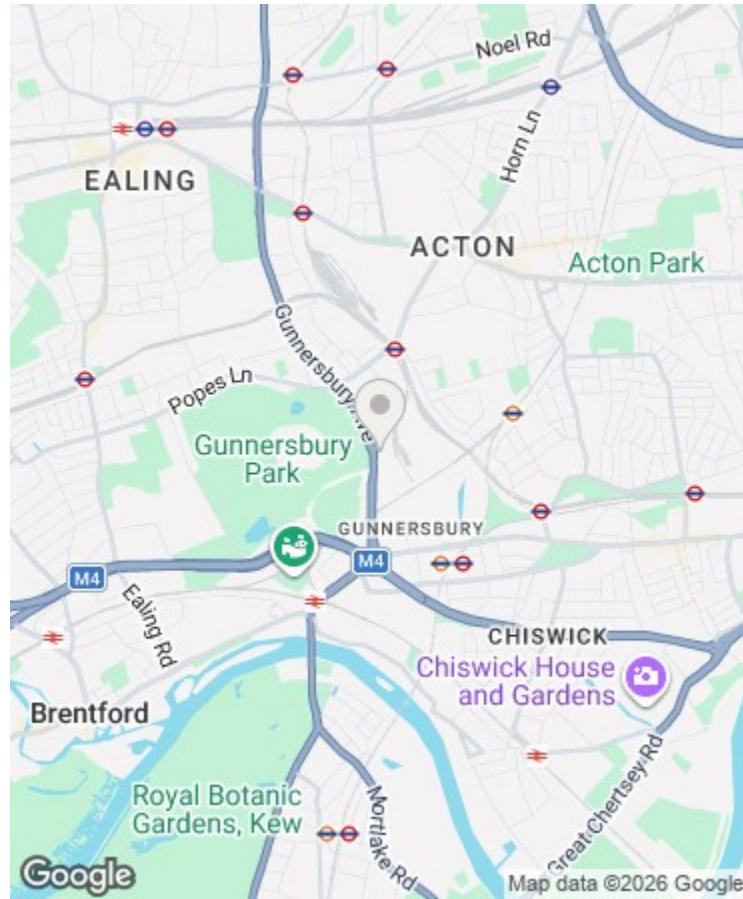 Noel Rd
Horn Ln
EALING
ACTON
Acton Park
Gunnersbury Ave
Popes Ln
Gunnersbury
Park
GUNNERSBURY
M4
M4
Ealing Rd
CHISWICK
Chiswick House
and Gardens
Brentford
Great Chertsey Rd
Royal Botanic
Gardens, Kew
Mortlake Rd
Google
Map data ©2026 Google